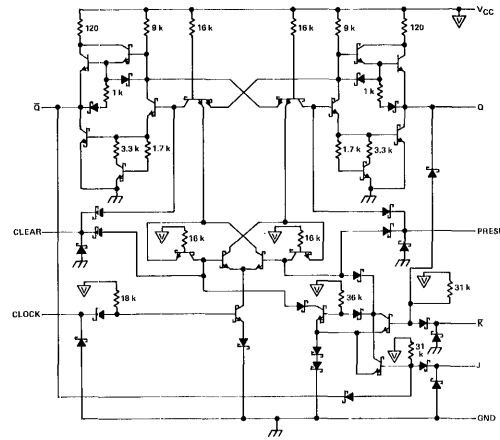 VCC
120
9 k
16 k
16 k
9 k
120
V
1 k
1 k
Q̅
Q
3.3 k
1.7 k
1.7 k
3.3 k
CLEAR
PRESE
V
16 k
V
16 k
V
18 k
V
36 k
V
31 k
CLOCK
K̅
V
31 k
J
GND